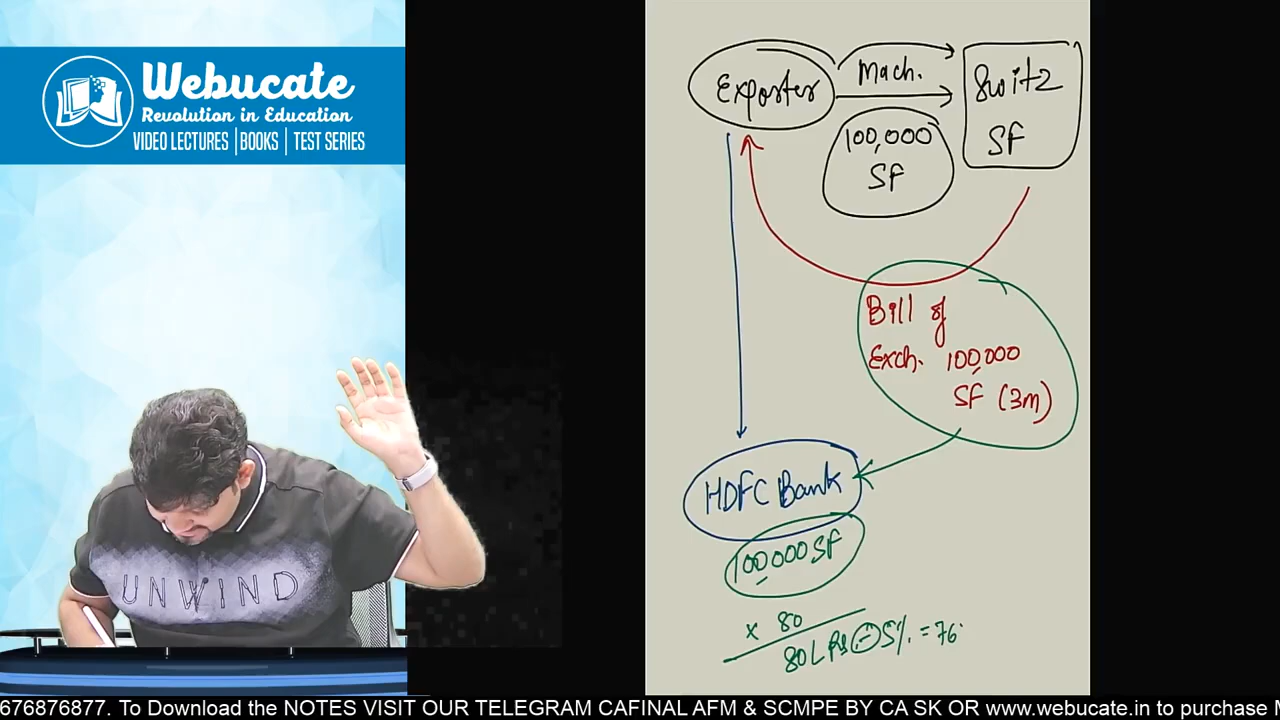 Webucate
Revolution in Education
VIDEO LECTURES | BOOKS | TEST SERIES
UNWIND
Exporter
Mach.
100,000
SF
Switz
SF
Bill of
Exch. 100,000
SF (3m)
HDFC Bank
100,000 SF
x 80
80L Rs - 5% = 76
676876877. To Download the NOTES VISIT OUR TELEGRAM CAFINAL AFM & SCMPE BY CA SK OR www.webucate.in to purchase